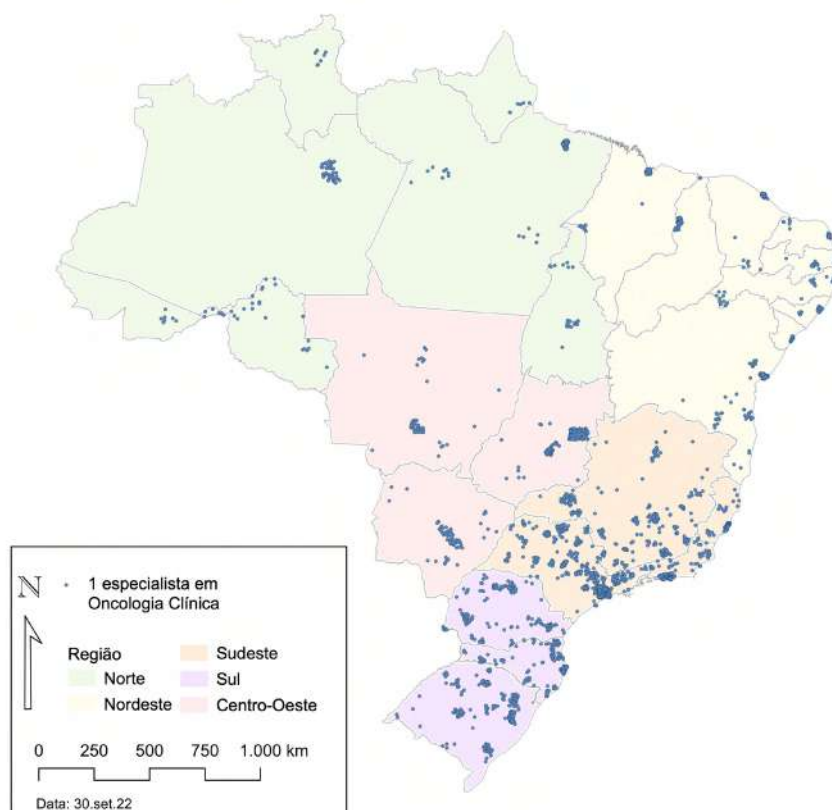 N
1 especialista em
Oncologia Clínica
Região
Norte
Nordeste
Sudeste
Sul
Centro-Oeste
0 250 500 750 1.000 km
Data: 30.set.22